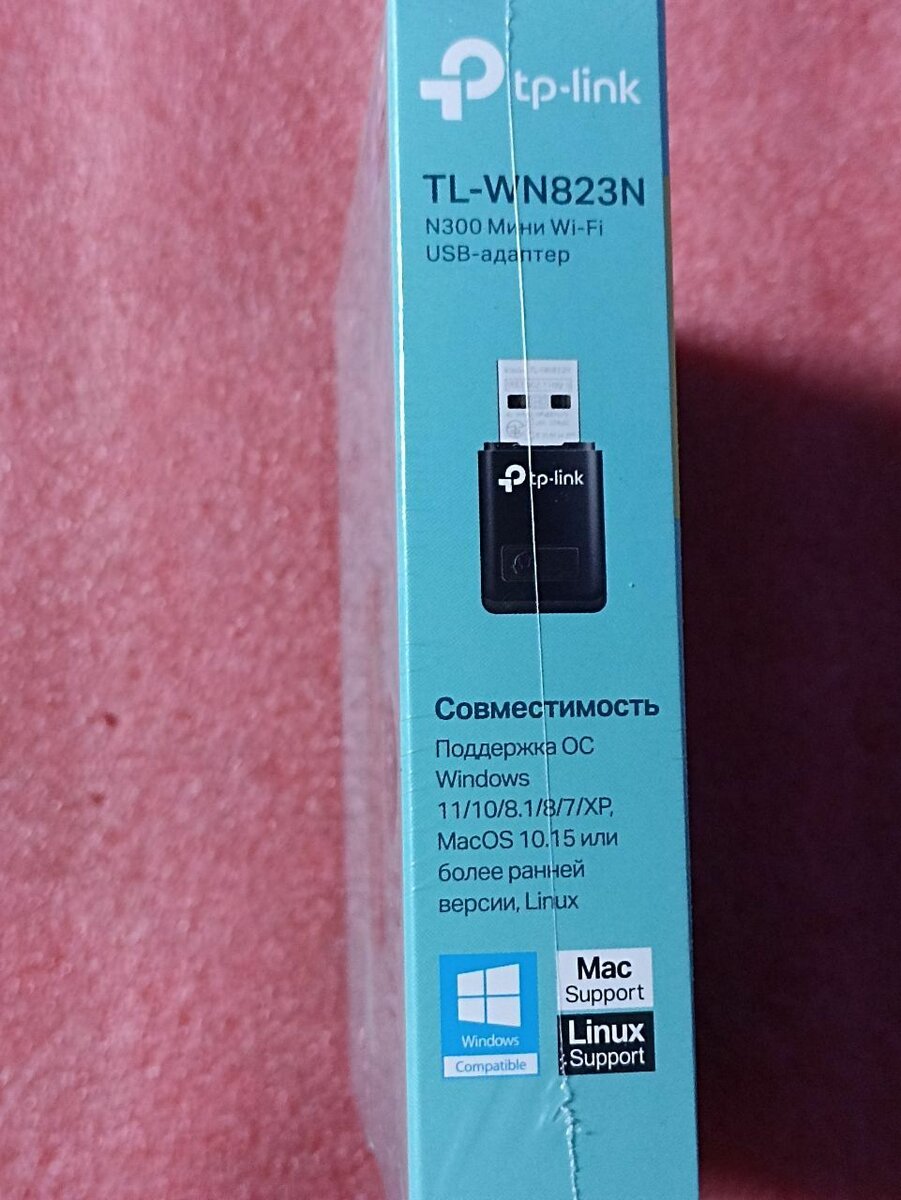 tp-link
TL-WN823N
N300 Мини Wi-Fi
USB-адаптер
tp-link
Совместимость
Поддержка ОС
Windows
11/10/8.1/8/7/XP,
MacOS 10.15 или
более ранней
версии, Linux
Windows
Compatible
Mac
Support
Linux
Support